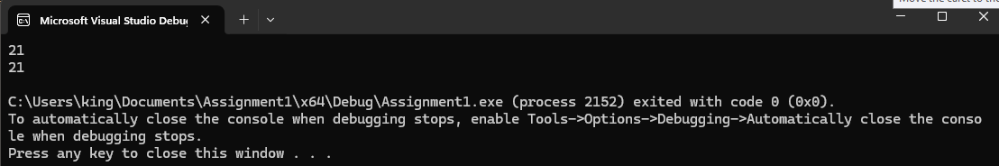 Move the caret to the
Microsoft Visual Studio Debug
21
21
C:\Users\king\Documents\Assignment1\x64\Debug\Assignment1.exe (process 2152) exited with code 0 (0x0).
To automatically close the console when debugging stops, enable Tools->Options->Debugging->Automatically close the conso
le when debugging stops.
Press any key to close this window . . .